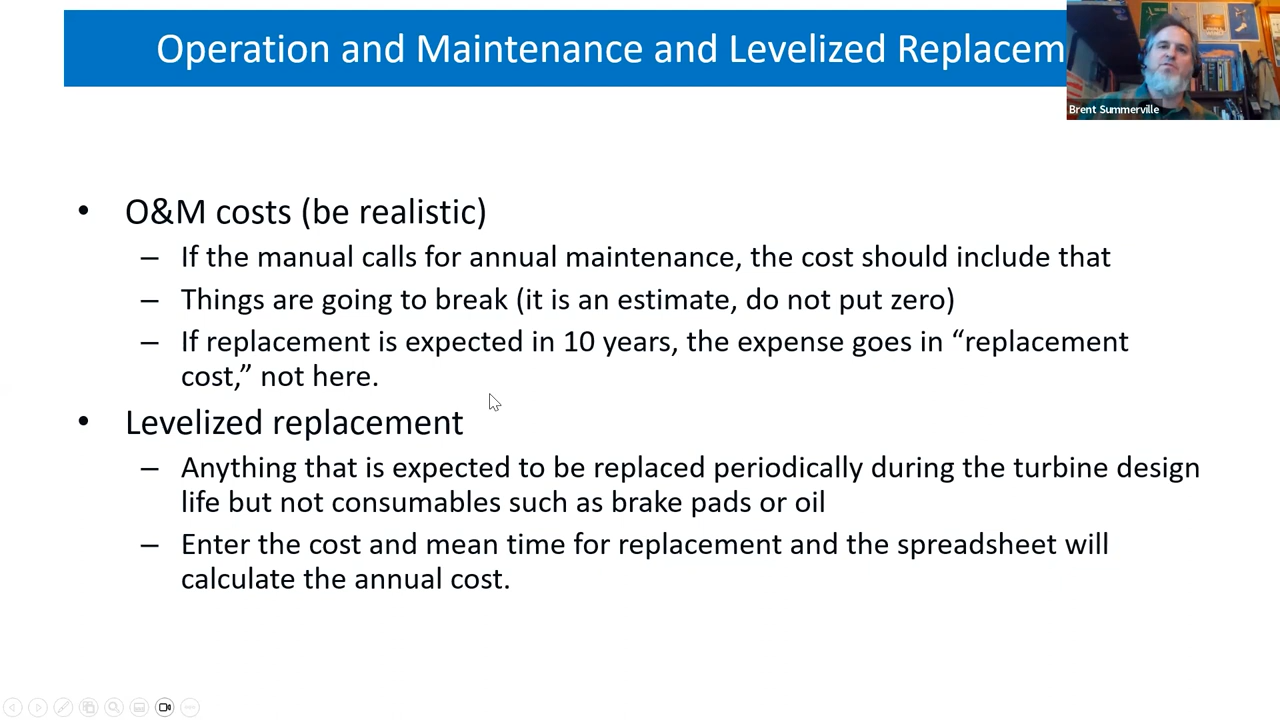 Operation and Maintenance and Levelized Replacem
Brent Summerville
• O&M costs (be realistic)
– If the manual calls for annual maintenance, the cost should include that
– Things are going to break (it is an estimate, do not put zero)
– If replacement is expected in 10 years, the expense goes in “replacement
cost,” not here.
• Levelized replacement
– Anything that is expected to be replaced periodically during the turbine design
life but not consumables such as brake pads or oil
– Enter the cost and mean time for replacement and the spreadsheet will
calculate the annual cost.